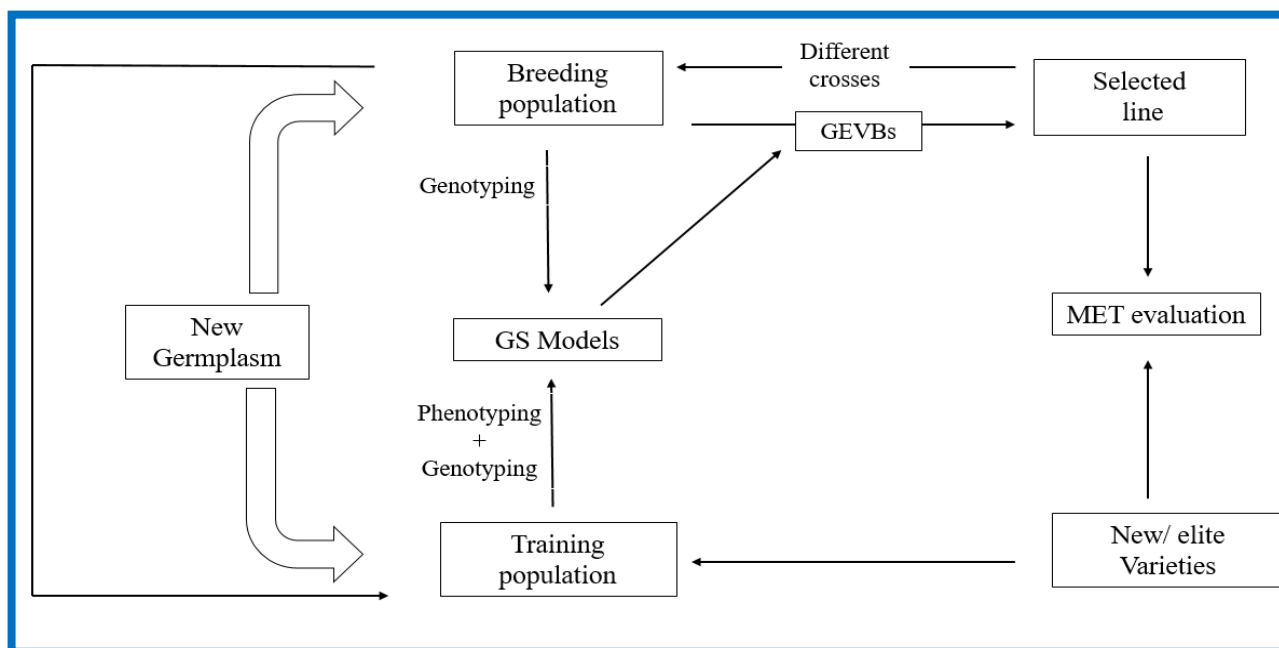 Breeding
population
Different
crosses
Selected
line
GEVBs
Genotyping
New
Germplasm
GS Models
MET evaluation
Phenotyping
+
Genotyping
Training
population
New/ elite
Varieties